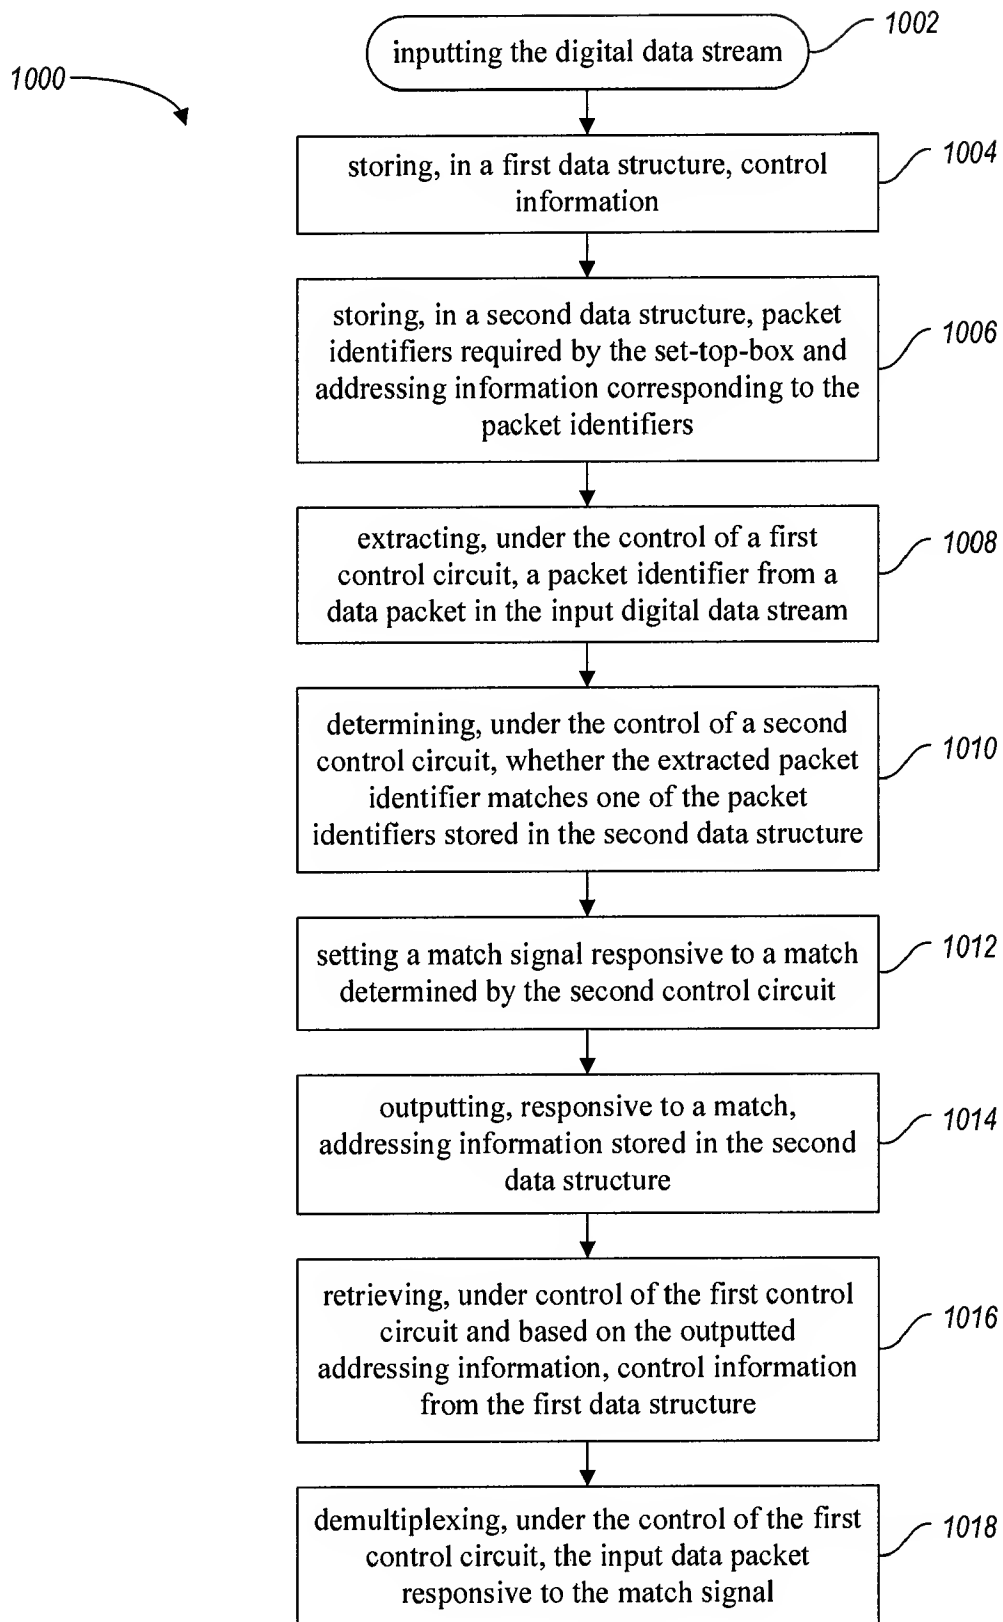 1000
inputting the digital data stream
1002
storing, in a first data structure, control
information
1004
storing, in a second data structure, packet
identifiers required by the set-top-box and
addressing information corresponding to the
packet identifiers
1006
extracting, under the control of a first
control circuit, a packet identifier from a
data packet in the input digital data stream
1008
determining, under the control of a second
control circuit, whether the extracted packet
identifier matches one of the packet
identifiers stored in the second data structure
1010
setting a match signal responsive to a match
determined by the second control circuit
1012
outputting, responsive to a match,
addressing information stored in the second
data structure
1014
retrieving, under control of the first control
circuit and based on the outputted
addressing information, control information
from the first data structure
1016
demultiplexing, under the control of the first
control circuit, the input data packet
responsive to the match signal
1018